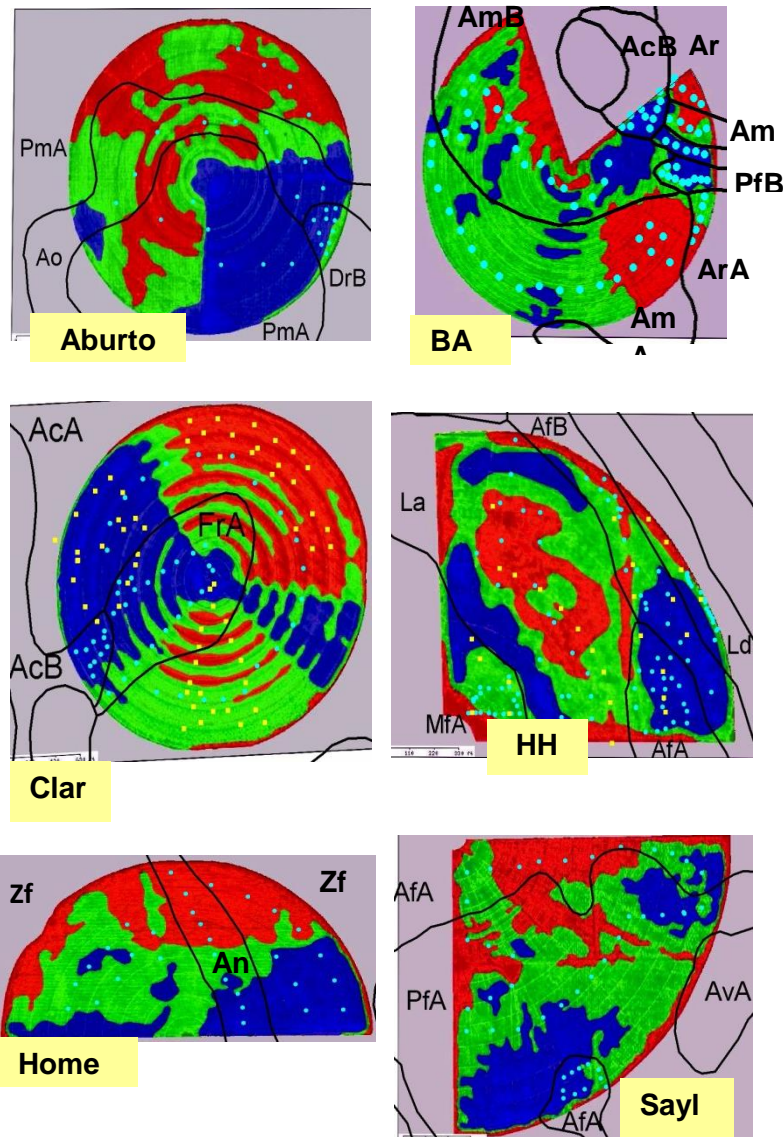 PmA
Ao
DrB
PmA
Aburto
AmB
AcB
Ar
Am
PfB
ArA
Am
BA
AcA
FrA
AcB
Clar
AfB
La
Ld
MfA
AfA
HH
Zf
Zf
An
Home
AfA
PfA
AvA
AfA
Sayl